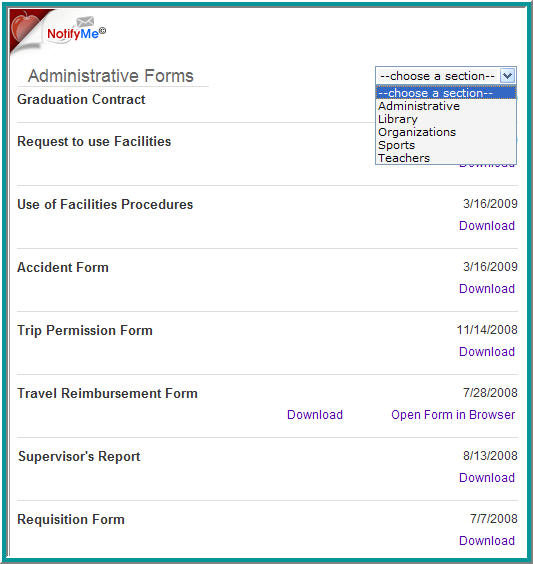 NotifyMe©
Administrative Forms
--choose a section--
--choose a section--
Administrative
Library
Organizations
Sports
Teachers
Graduation Contract
Request to use Facilities
Download
Use of Facilities Procedures 3/16/2009
Download
Accident Form 3/16/2009
Download
Trip Permission Form 11/14/2008
Download
Travel Reimbursement Form 7/28/2008
Download Open Form in Browser
Supervisor's Report 8/13/2008
Download
Requisition Form 7/7/2008
Download